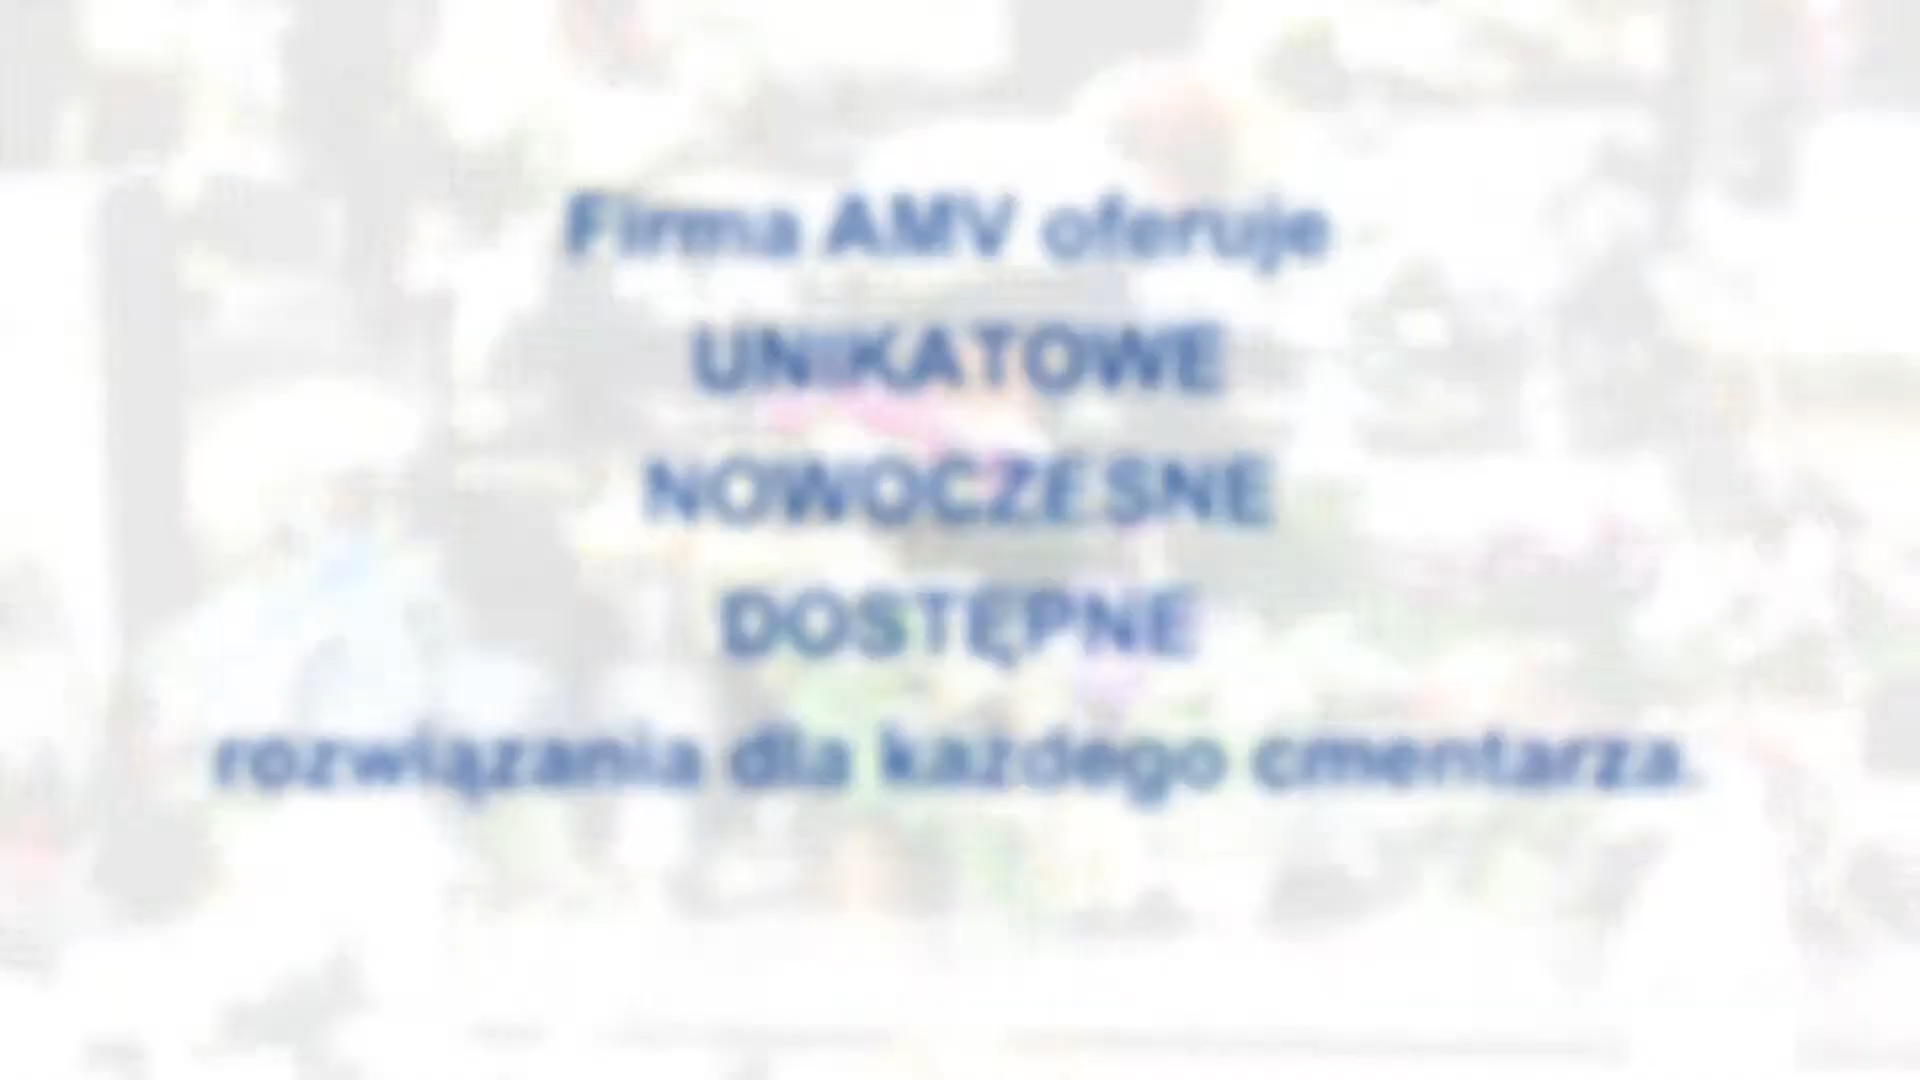 Firma AMV oferuje
UNIKATOWE
NOWOCZESNE
DOSTĘPNE
rozwiązania dla każdego cmentarza.